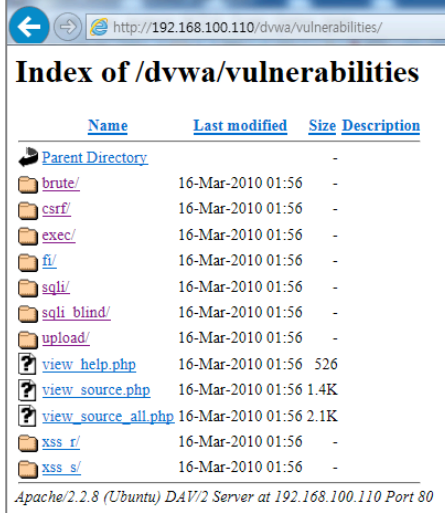 http://192.168.100.110/dvwa/vulnerabilities/
Index of /dvwa/vulnerabilities
Name Last modified Size Description
Parent Directory -
brute/ 16-Mar-2010 01:56 -
csrf/ 16-Mar-2010 01:56 -
exec/ 16-Mar-2010 01:56 -
fi/ 16-Mar-2010 01:56 -
sqli/ 16-Mar-2010 01:56 -
sqli_blind/ 16-Mar-2010 01:56 -
upload/ 16-Mar-2010 01:56 -
view_help.php 16-Mar-2010 01:56 526
view_source.php 16-Mar-2010 01:56 1.4K
view_source_all.php 16-Mar-2010 01:56 2.1K
xss_r/ 16-Mar-2010 01:56 -
xss_s/ 16-Mar-2010 01:56 -
Apache/2.2.8 (Ubuntu) DAV/2 Server at 192.168.100.110 Port 80